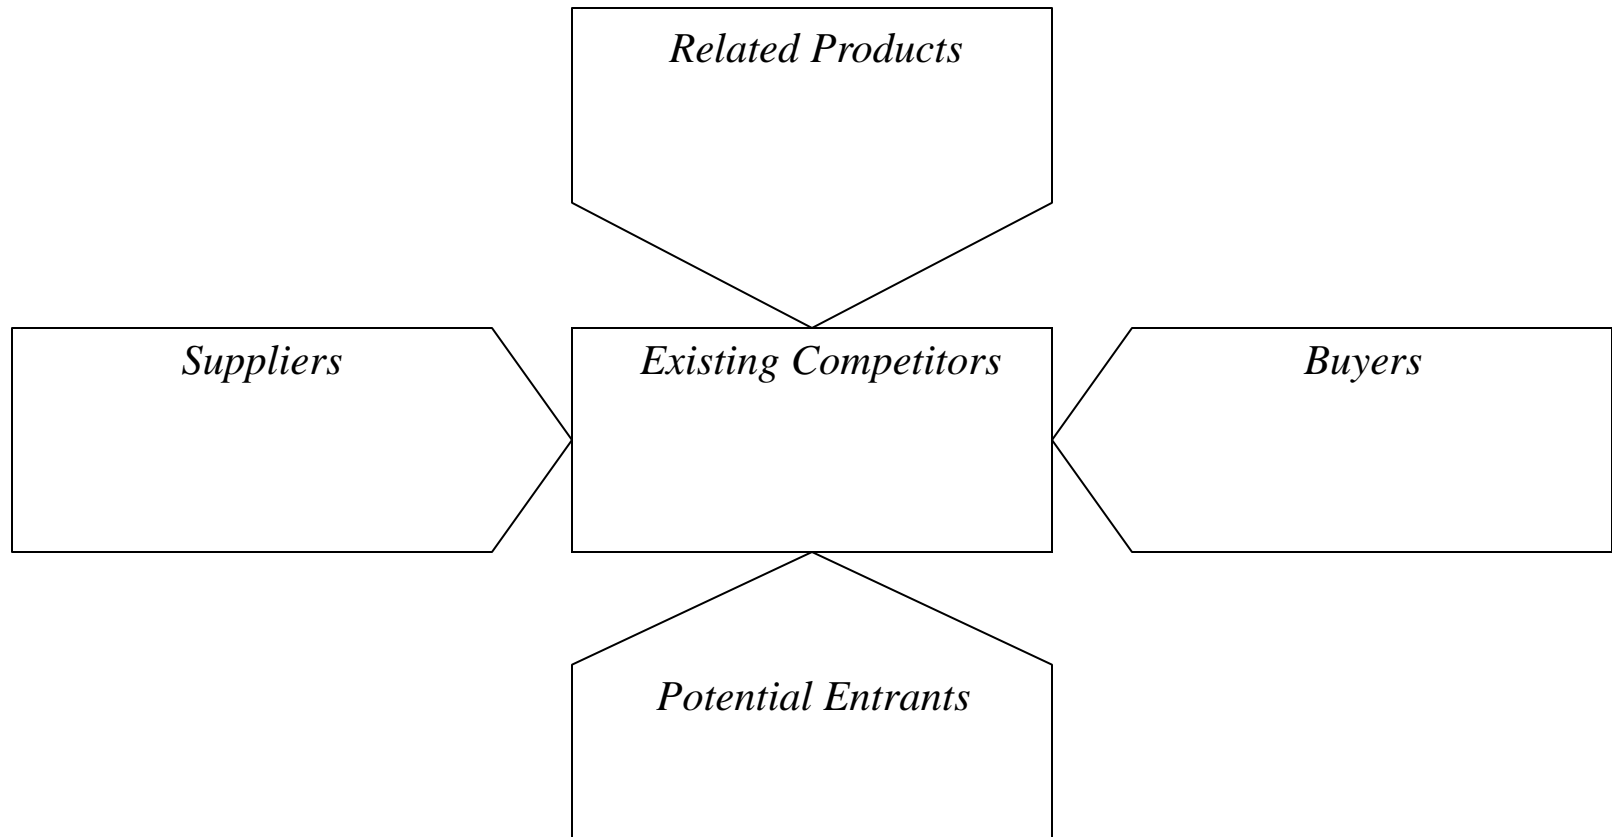 Related Products
Suppliers
Existing Competitors
Buyers
Potential Entrants